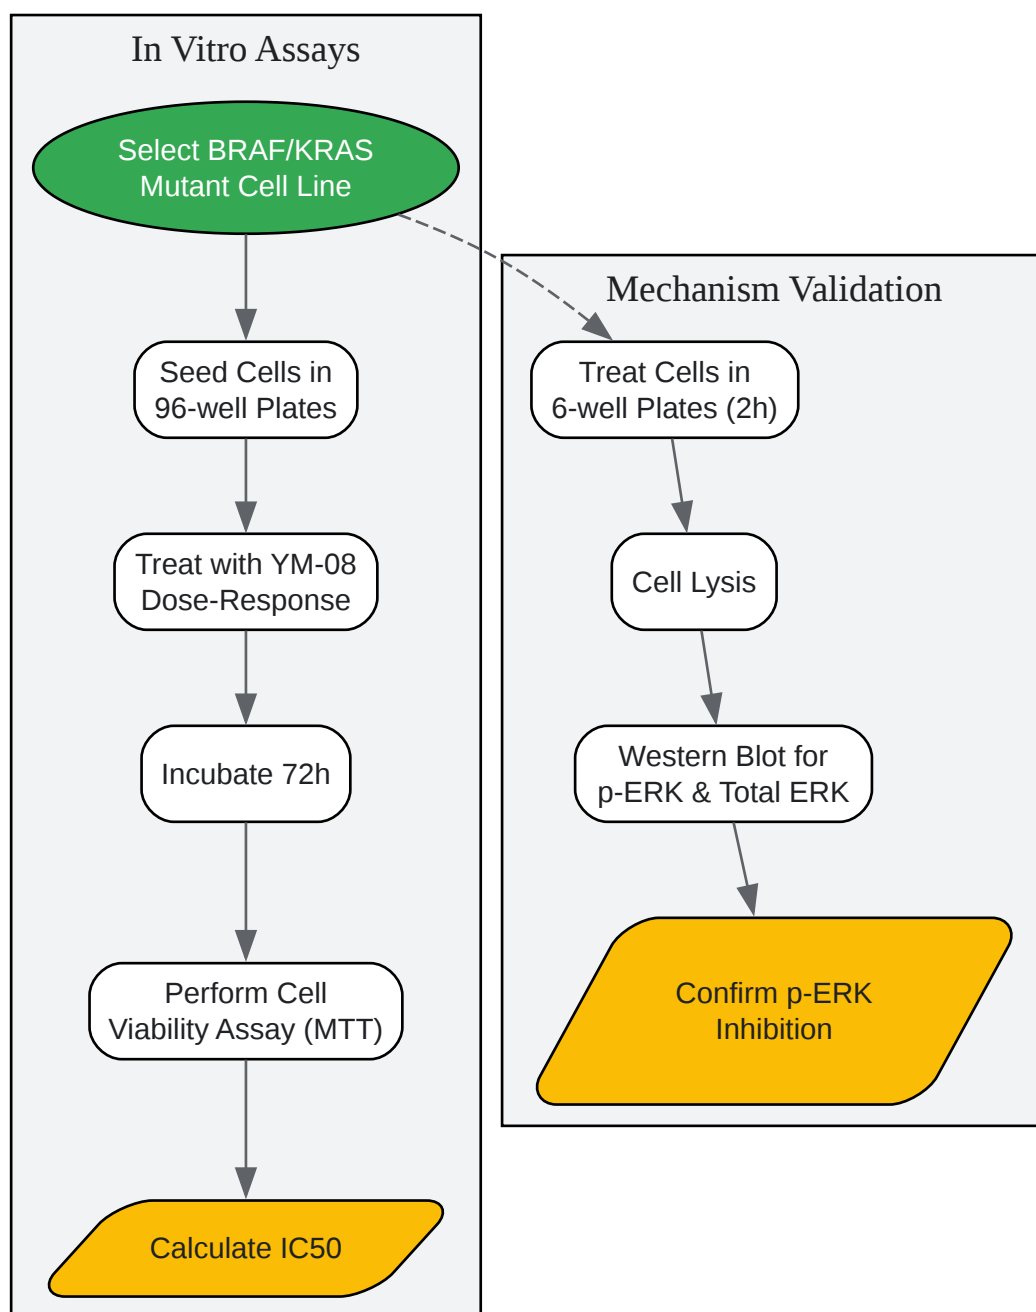 In Vitro Assays
Select BRAF/KRAS
Mutant Cell Line
Seed Cells in
96-well Plates
Treat with YM-08
Dose-Response
Incubate 72h
Perform Cell
Viability Assay (MTT)
Calculate IC50
Mechanism Validation
Treat Cells in
6-well Plates (2h)
Cell Lysis
Western Blot for
p-ERK & Total ERK
Confirm p-ERK
Inhibition